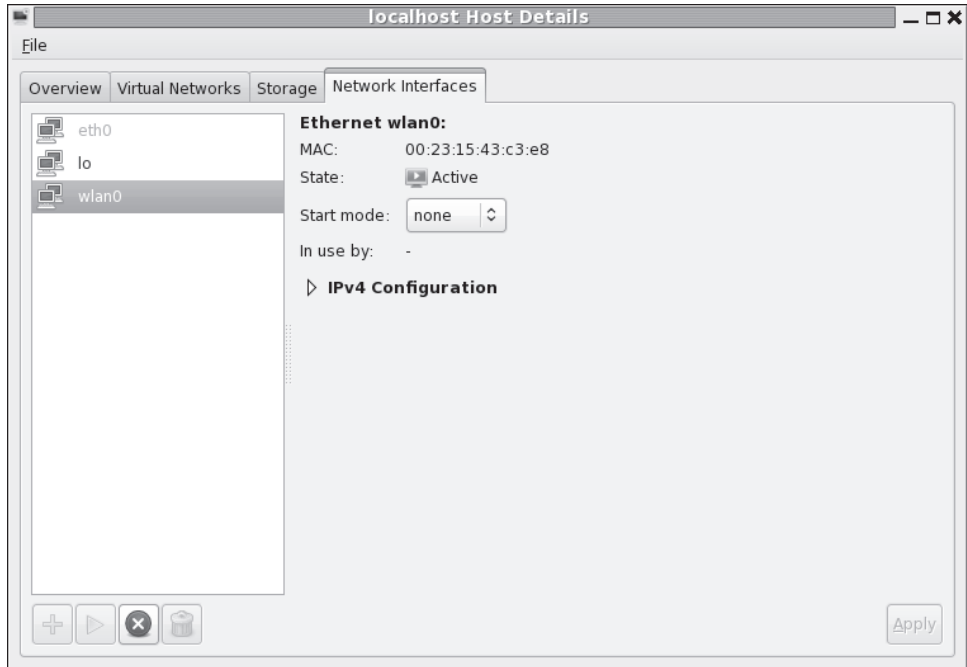 localhost Host Details
File
Overview
Virtual Networks
Storage
Network Interfaces
eth0
lo
wlan0
Ethernet wlan0:
MAC: 00:23:15:43:c3:e8
State: Active
Start mode: none
In use by: -
IPv4 Configuration
Apply